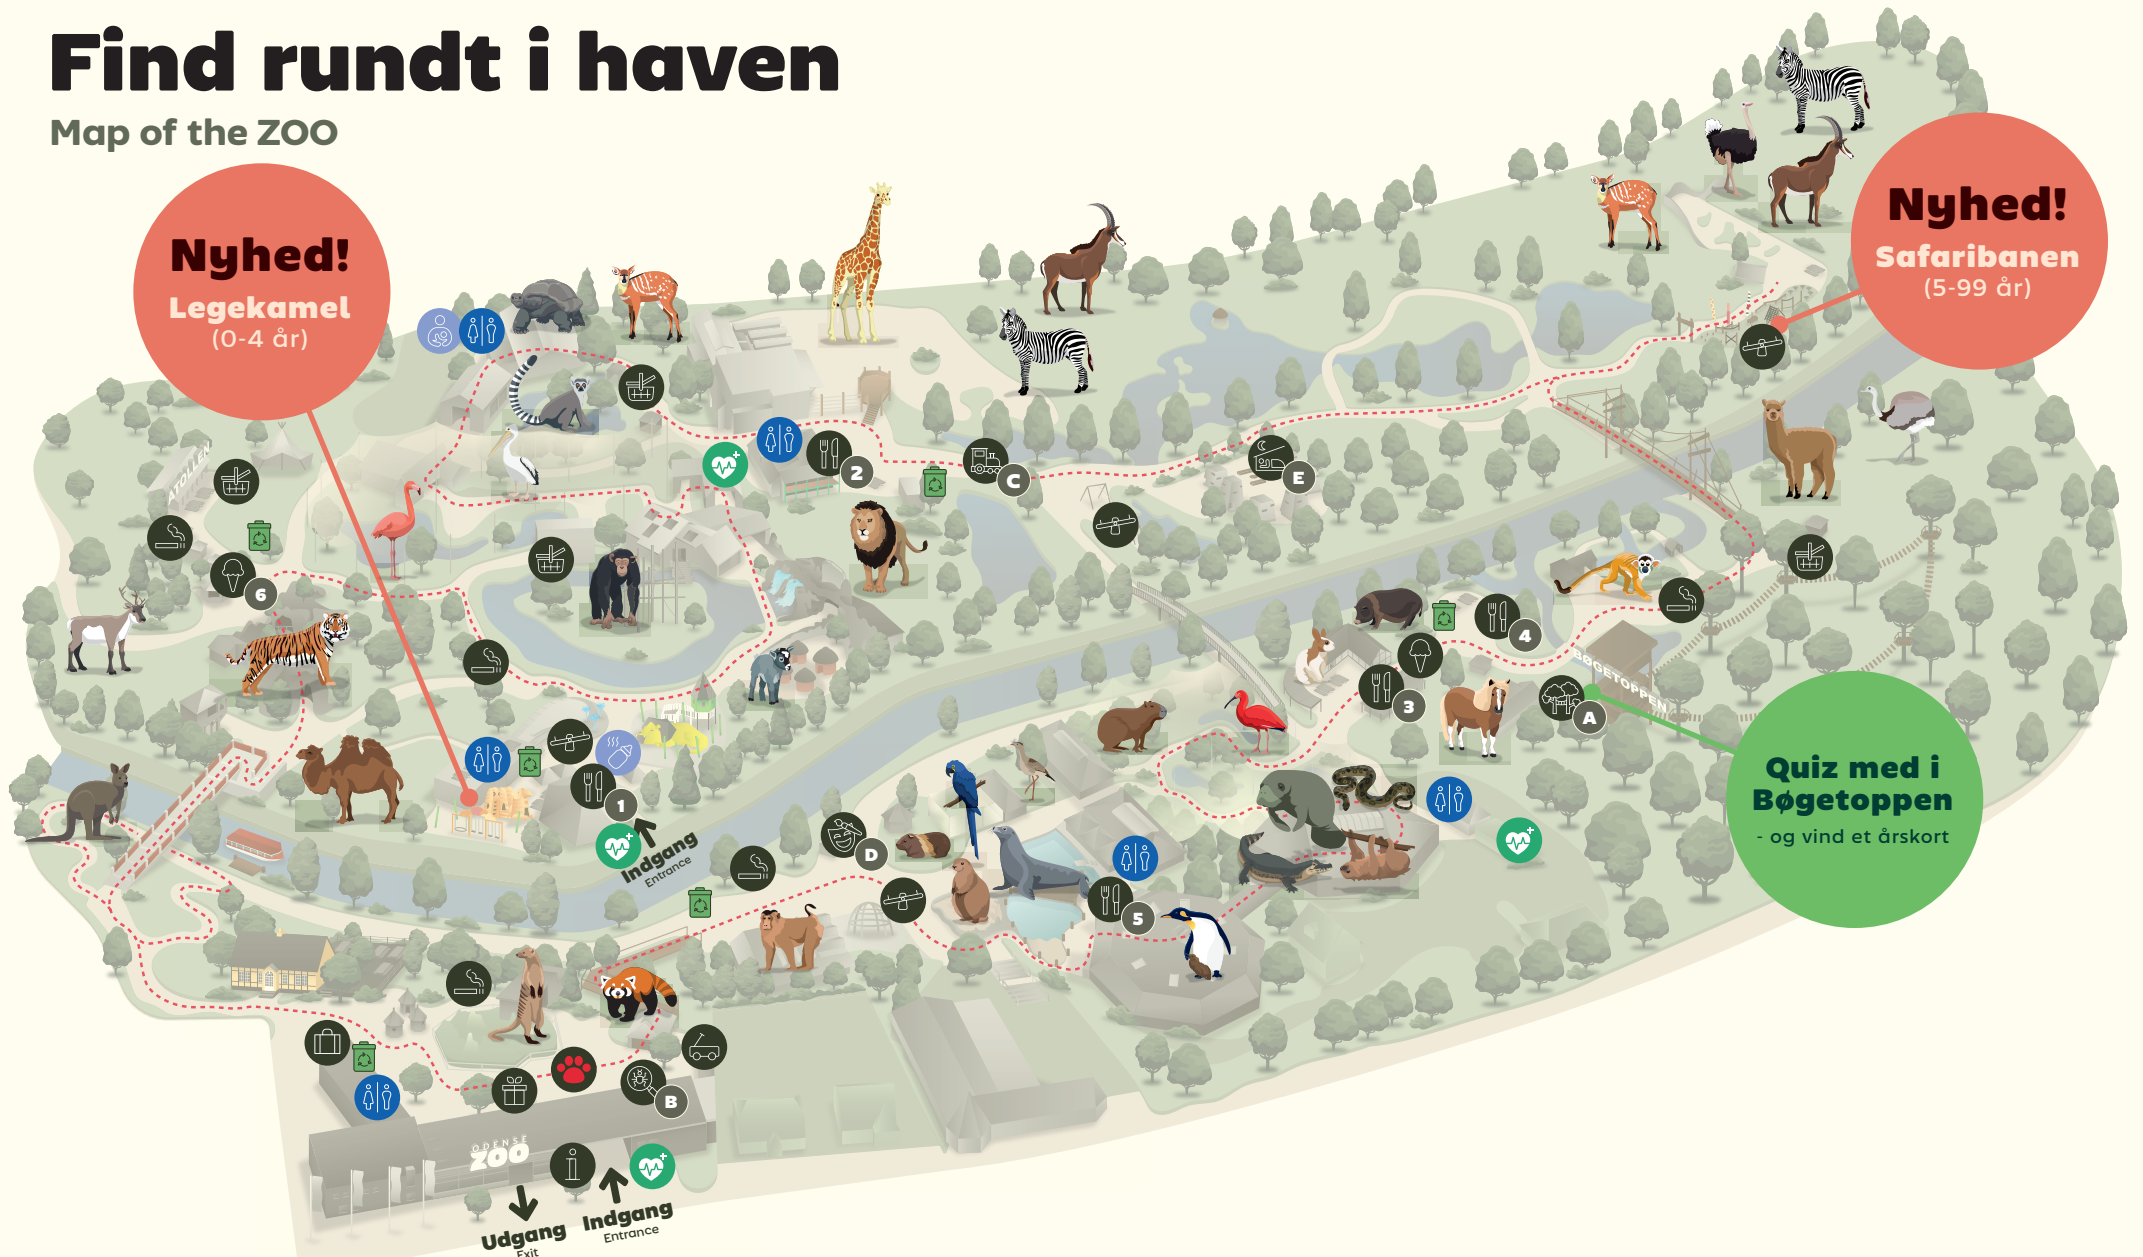 Find rundt i haven
Map of the ZOO
Nyhed!
Legekamel
(0-4 år)
Nyhed!
Safaribanen
(5-99 år)
ATOLLEN
2
C
E
6
4
3
BØGETOPPEN
A
1
Indgang
Entrance
Quiz med i
Bøgetoppen
- og vind et årskort
D
5
B
ODENSE
ZOO
Udgang
Exit
Indgang
Entrance